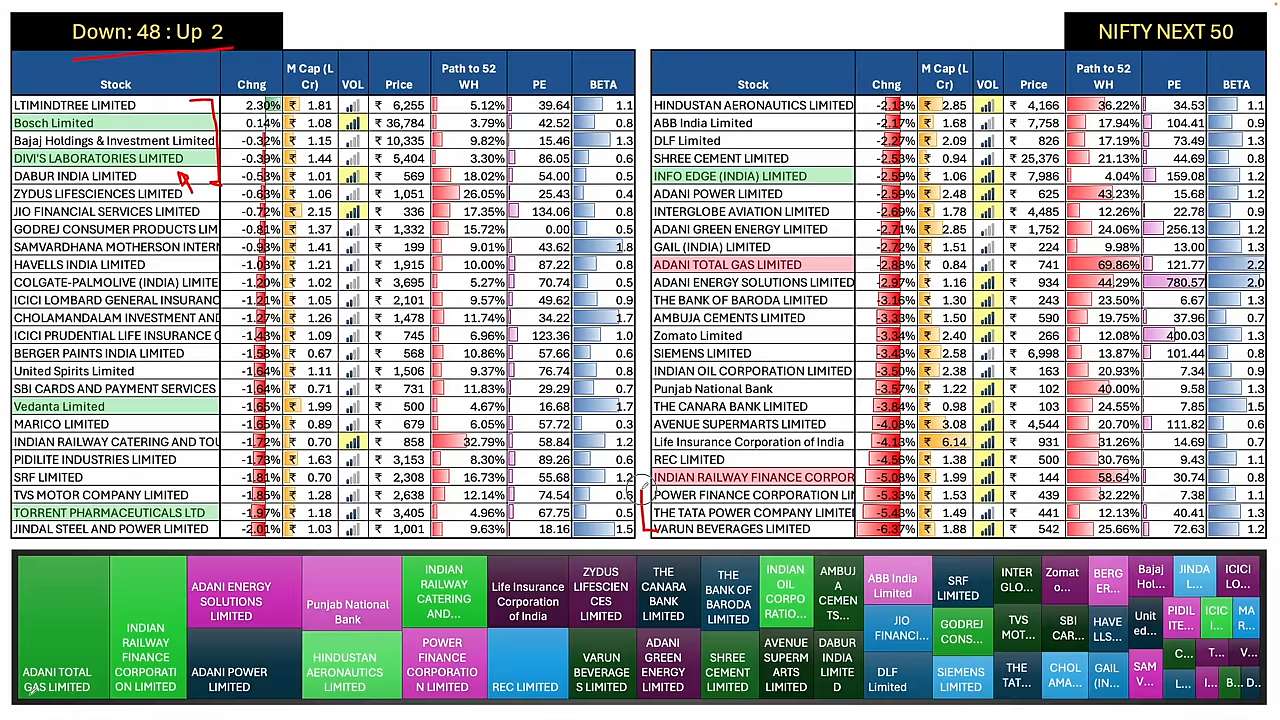 Down: 48 : Up 2
NIFTY NEXT 50
Stock Chng M Cap (L Cr) VOL Price Path to 52 WH PE BETA
LTIMINDTREE LIMITED 2.30% ₹ 1.81 ₹ 6,255 5.12% 39.64 1.1
Bosch Limited 0.14% ₹ 1.08 ₹ 36,784 3.79% 42.52 0.8
Bajaj Holdings & Investment Limited -0.32% ₹ 1.15 ₹ 10,335 9.82% 15.46 1.3
DIVI'S LABORATORIES LIMITED -0.39% ₹ 1.44 ₹ 5,404 3.30% 86.05 0.6
DABUR INDIA LIMITED -0.53% ₹ 1.01 ₹ 569 18.02% 54.00 0.5
ZYDUS LIFESCIENCES LIMITED -0.63% ₹ 1.06 ₹ 1,051 26.05% 25.43 0.4
JIO FINANCIAL SERVICES LIMITED -0.72% ₹ 2.15 ₹ 336 17.35% 134.06 0.8
GODREJ CONSUMER PRODUCTS LIM -0.81% ₹ 1.37 ₹ 1,332 15.72% 0.00 0.5
SAMVARDHANA MOTHERSON INTERN -0.93% ₹ 1.41 ₹ 199 9.01% 43.62 1.8
HAVELLS INDIA LIMITED -1.03% ₹ 1.21 ₹ 1,915 10.00% 87.22 0.8
COLGATE-PALMOLIVE (INDIA) LIMITE -1.20% ₹ 1.02 ₹ 3,695 5.27% 70.74 0.5
ICICI LOMBARD GENERAL INSURANC -1.21% ₹ 1.05 ₹ 2,101 9.57% 49.62 0.9
CHOLAMANDALAM INVESTMENT AND -1.27% ₹ 1.26 ₹ 1,478 11.74% 34.22 1.7
ICICI PRUDENTIAL LIFE INSURANCE C -1.43% ₹ 1.09 ₹ 745 6.96% 123.36 1.0
BERGER PAINTS INDIA LIMITED -1.53% ₹ 0.67 ₹ 568 10.86% 57.66 0.6
United Spirits Limited -1.64% ₹ 1.11 ₹ 1,506 9.37% 76.74 0.8
SBI CARDS AND PAYMENT SERVICES -1.64% ₹ 0.71 ₹ 731 11.83% 29.29 0.7
Vedanta Limited -1.65% ₹ 1.99 ₹ 500 4.67% 16.68 1.7
MARICO LIMITED -1.65% ₹ 0.89 ₹ 679 6.05% 57.72 0.3
INDIAN RAILWAY CATERING AND TOU -1.72% ₹ 0.70 ₹ 858 32.79% 58.84 1.2
PIDILITE INDUSTRIES LIMITED -1.73% ₹ 1.63 ₹ 3,153 8.30% 89.26 0.6
SRF LIMITED -1.81% ₹ 0.70 ₹ 2,308 16.73% 55.68 1.2
TVS MOTOR COMPANY LIMITED -1.85% ₹ 1.28 ₹ 2,638 12.14% 74.54 0.6
TORRENT PHARMACEUTICALS LTD -1.97% ₹ 1.18 ₹ 3,405 4.96% 67.75 0.5
JINDAL STEEL AND POWER LIMITED -2.01% ₹ 1.03 ₹ 1,001 9.63% 18.16 1.5
Stock Chng M Cap (L Cr) VOL Price Path to 52 WH PE BETA
HINDUSTAN AERONAUTICS LIMITED -2.13% ₹ 2.85 ₹ 4,166 36.22% 34.53 1.1
ABB India Limited -2.17% ₹ 1.68 ₹ 7,758 17.94% 104.41 0.9
DLF Limited -2.27% ₹ 2.09 ₹ 826 17.19% 73.49 1.3
SHREE CEMENT LIMITED -2.53% ₹ 0.94 ₹ 25,376 21.13% 44.69 0.8
INFO EDGE (INDIA) LIMITED -2.59% ₹ 1.06 ₹ 7,986 4.04% 159.08 1.2
ADANI POWER LIMITED -2.59% ₹ 2.48 ₹ 625 43.23% 15.68 1.2
INTERGLOBE AVIATION LIMITED -2.69% ₹ 1.78 ₹ 4,485 12.26% 22.78 0.9
ADANI GREEN ENERGY LIMITED -2.71% ₹ 2.85 ₹ 1,752 24.06% 256.13 1.2
GAIL (INDIA) LIMITED -2.72% ₹ 1.51 ₹ 224 9.98% 13.00 1.3
ADANI TOTAL GAS LIMITED -2.88% ₹ 0.84 ₹ 741 69.86% 121.77 2.2
ADANI ENERGY SOLUTIONS LIMITED -2.97% ₹ 1.16 ₹ 934 44.29% 780.57 2.0
THE BANK OF BARODA LIMITED -3.16% ₹ 1.30 ₹ 243 23.50% 6.67 1.3
AMBUJA CEMENTS LIMITED -3.33% ₹ 1.50 ₹ 590 19.75% 37.96 1.3
Zomato Limited -3.34% ₹ 2.40 ₹ 266 12.08% 400.03 1.3
SIEMENS LIMITED -3.43% ₹ 2.58 ₹ 6,998 13.87% 101.44 0.8
INDIAN OIL CORPORATION LIMITED -3.50% ₹ 2.38 ₹ 163 20.93% 7.34 0.9
Punjab National Bank -3.57% ₹ 1.22 ₹ 102 40.00% 9.58 1.3
THE CANARA BANK LIMITED -3.84% ₹ 0.98 ₹ 103 24.55% 7.85 1.5
AVENUE SUPERMARTS LIMITED -4.03% ₹ 3.08 ₹ 4,544 20.70% 111.82 0.6
Life Insurance Corporation of India -4.13% ₹ 6.14 ₹ 931 31.26% 14.69 0.7
REC LIMITED -4.56% ₹ 1.38 ₹ 500 30.76% 9.43 1.1
INDIAN RAILWAY FINANCE CORPOR -5.08% ₹ 1.99 ₹ 144 58.64% 30.74 0.8
POWER FINANCE CORPORATION LIN -5.33% ₹ 1.53 ₹ 439 32.22% 7.38 1.1
THE TATA POWER COMPANY LIMITE -5.43% ₹ 1.49 ₹ 441 12.13% 40.41 1.3
VARUN BEVERAGES LIMITED -6.37% ₹ 1.88 ₹ 542 25.66% 72.63 1.2
ADANI TOTAL
GAS LIMITED
INDIAN
RAILWAY
FINANCE
CORPORATI
ON LIMITED
ADANI ENERGY
SOLUTIONS
LIMITED
ADANI POWER
LIMITED
Punjab National
Bank
HINDUSTAN
AERONAUTICS
LIMITED
INDIAN
RAILWAY
CATERING
AND...
POWER
FINANCE
CORPORATIO
N LIMITED
Life Insurance
Corporation
of India
REC LIMITED
ZYDUS
LIFESCIEN
CES
LIMITED
VARUN
BEVERAGE
S LIMITED
THE
CANARA
BANK
LIMITED
ADANI
GREEN
ENERGY
LIMITED
THE
BANK OF
BARODA
LIMITED
SHREE
CEMENT
LIMITED
INDIAN
OIL
CORPO
RATIO...
AVENUE
SUPERM
ARTS
LIMITED
AMBUJ
A
CEMEN
TS...
DABUR
INDIA
LIMITE
D
ABB India
Limited
JIO
FINANCI...
DLF
Limited
SRF
LIMITED
GODREJ
CONS...
SIEMENS
LIMITED
INTER
GLO...
TVS
MOT...
THE
TAT...
Zomat
o...
SBI
CAR...
CHOL
AMA...
BERG
ER...
HAVE
LLS...
GAIL
(IN...
Bajaj
Hol...
Unit
ed...
SAM
V...
JINDA
L...
PIDIL
ITE...
C...
L...
ICICI
LO...
ICIC
I...
MA
R...
T...
V...
I...
B...
D...